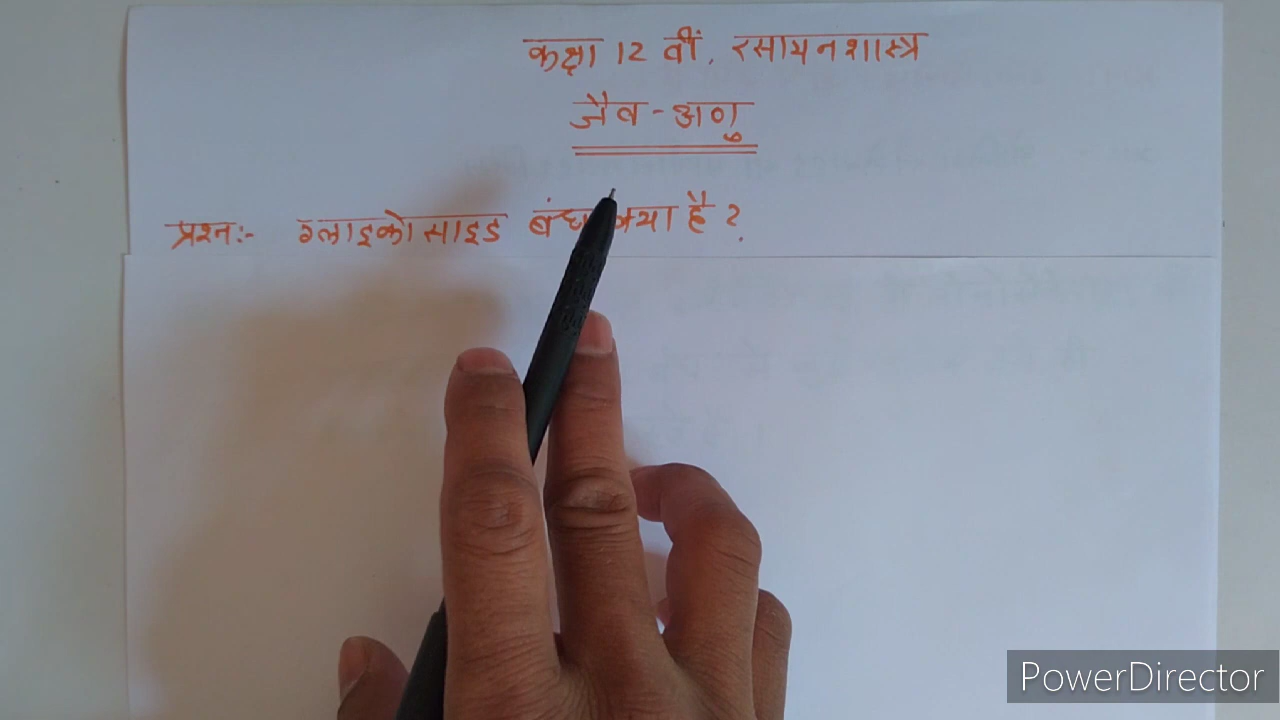 कक्षा 12 वीं, रसायनशास्त्र
जैव-अणु
प्रश्न:- ग्लाइकोसाइड बंध क्या है ?
PowerDirector